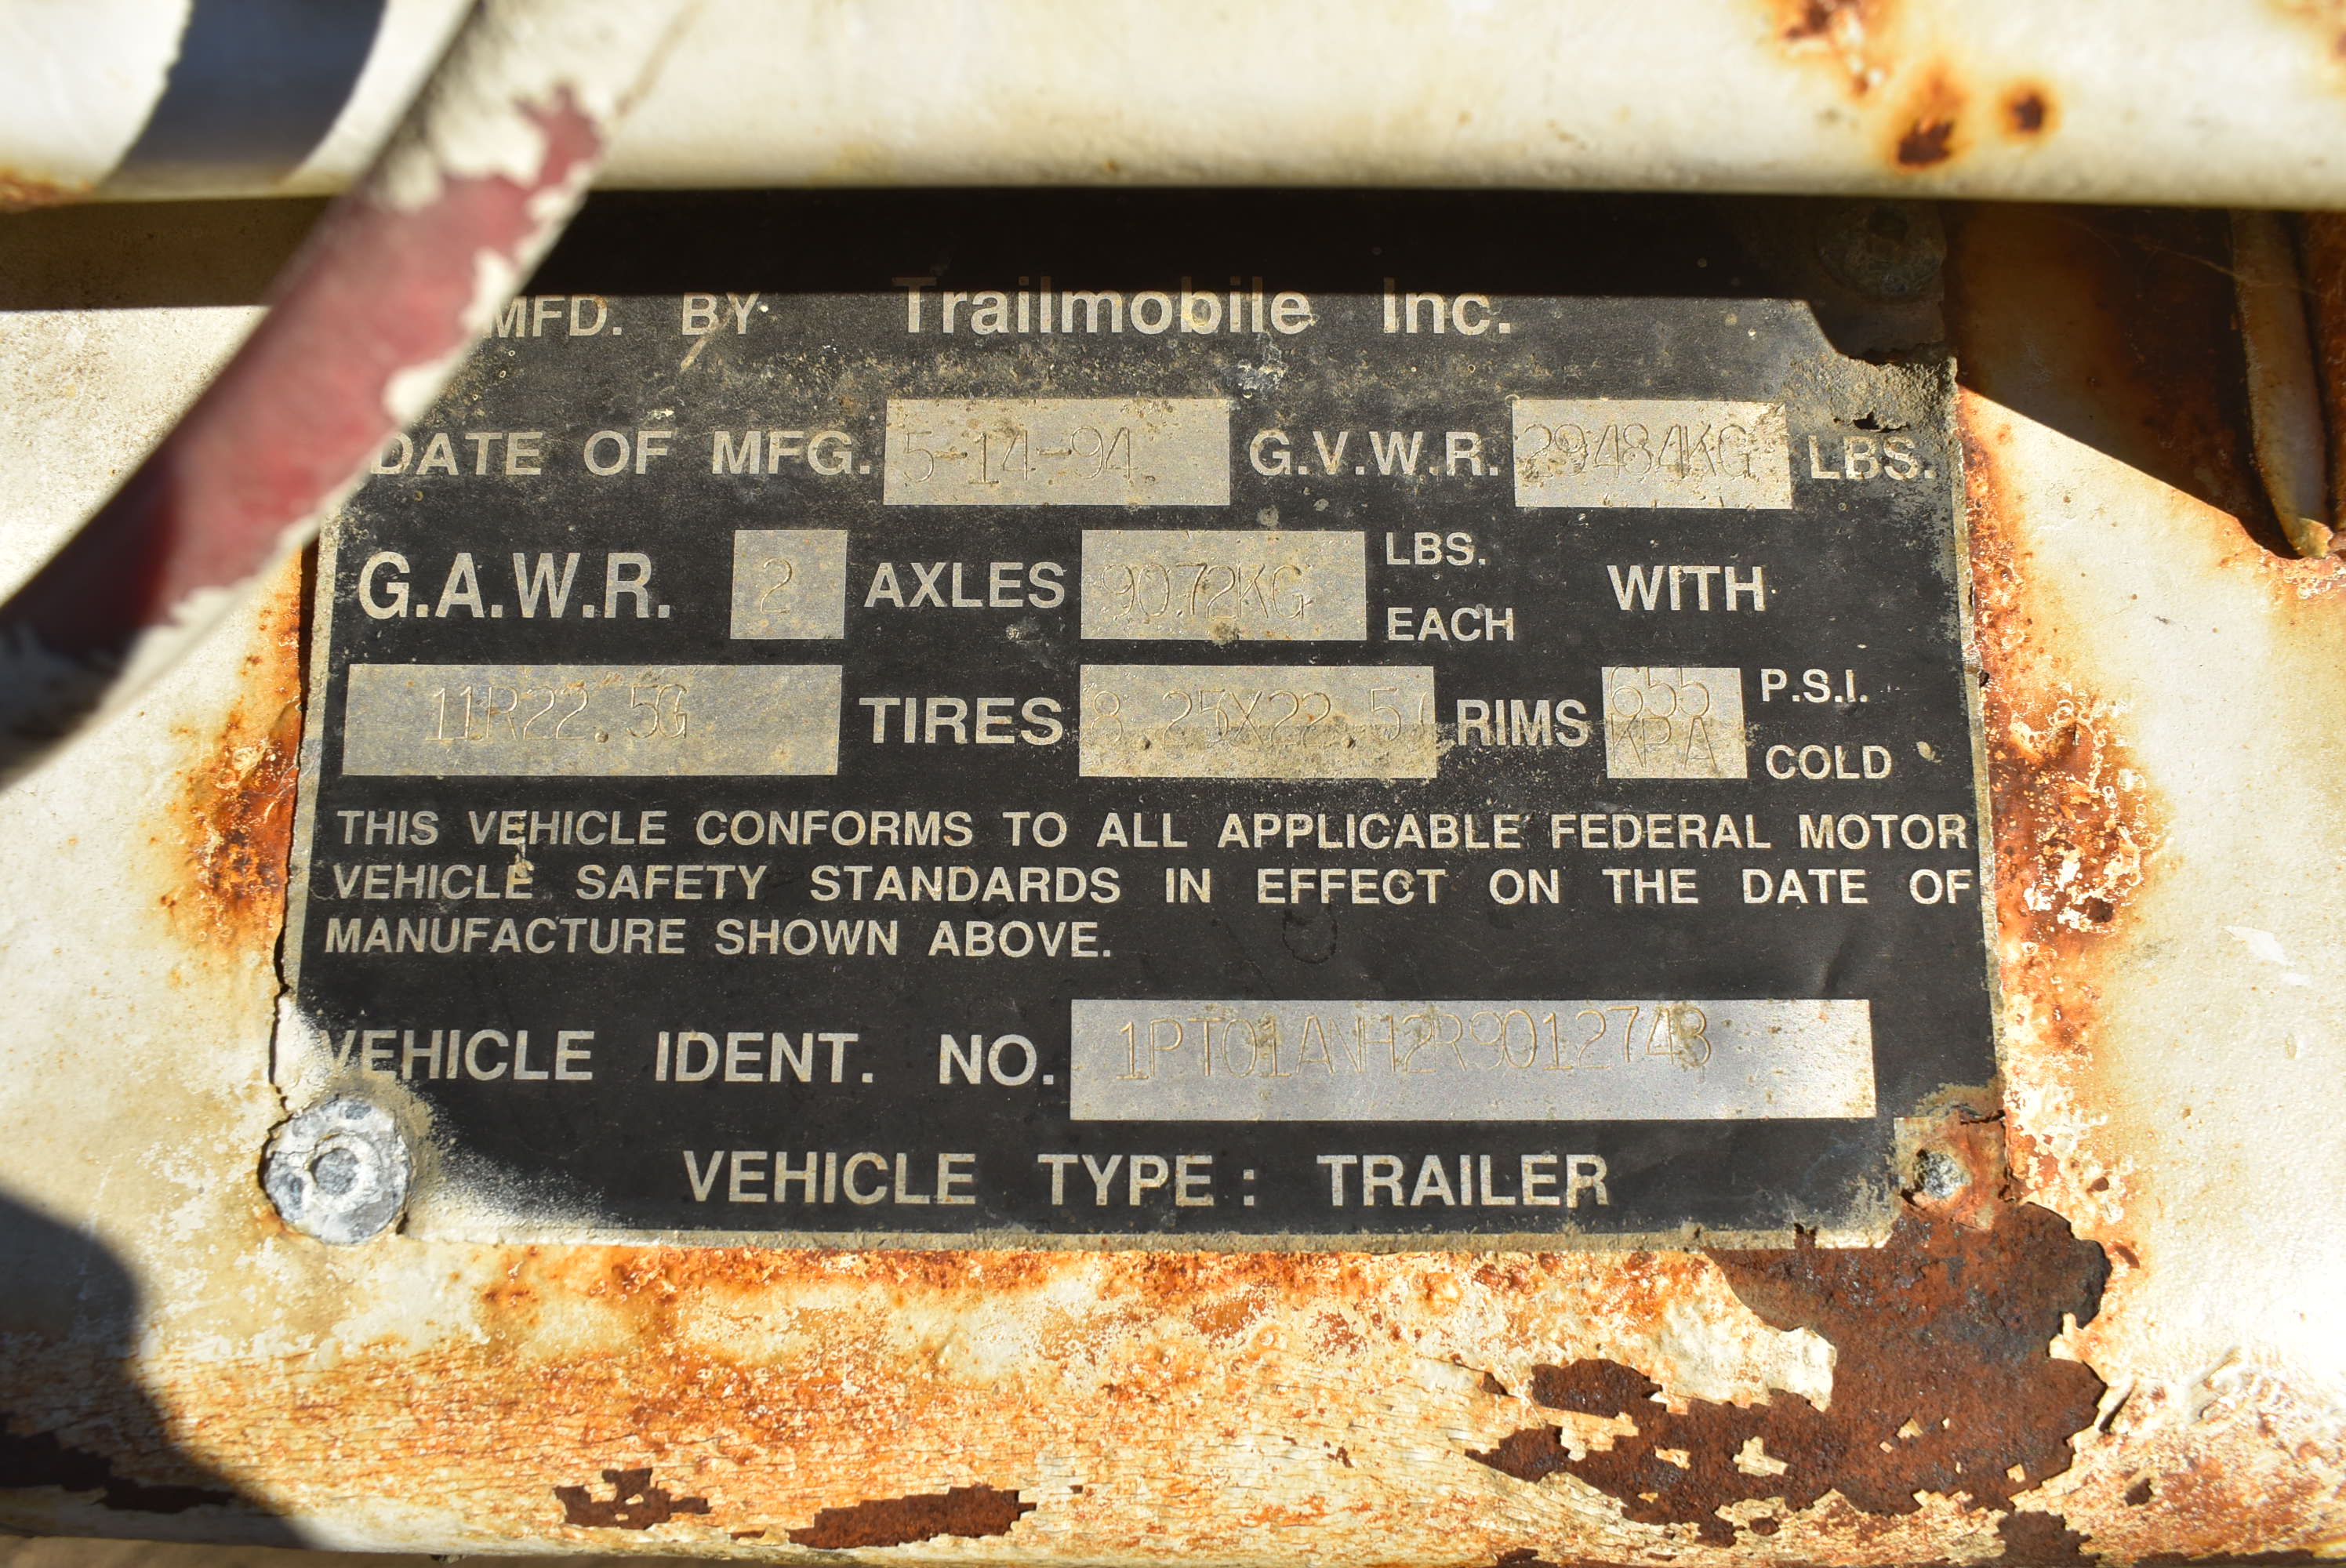 MFD. BY Trailmobile Inc.
DATE OF MFG. 5-14-94 G.V.W.R. 29484KG LBS.
G.A.W.R. 2 AXLES 9072KG LBS. EACH WITH
11R22.5G TIRES 8.25X22.5 RIMS 655 KPA P.S.I. COLD
THIS VEHICLE CONFORMS TO ALL APPLICABLE FEDERAL MOTOR
VEHICLE SAFETY STANDARDS IN EFFECT ON THE DATE OF
MANUFACTURE SHOWN ABOVE.
VEHICLE IDENT. NO. 1PT01ANH2R9012743
VEHICLE TYPE: TRAILER